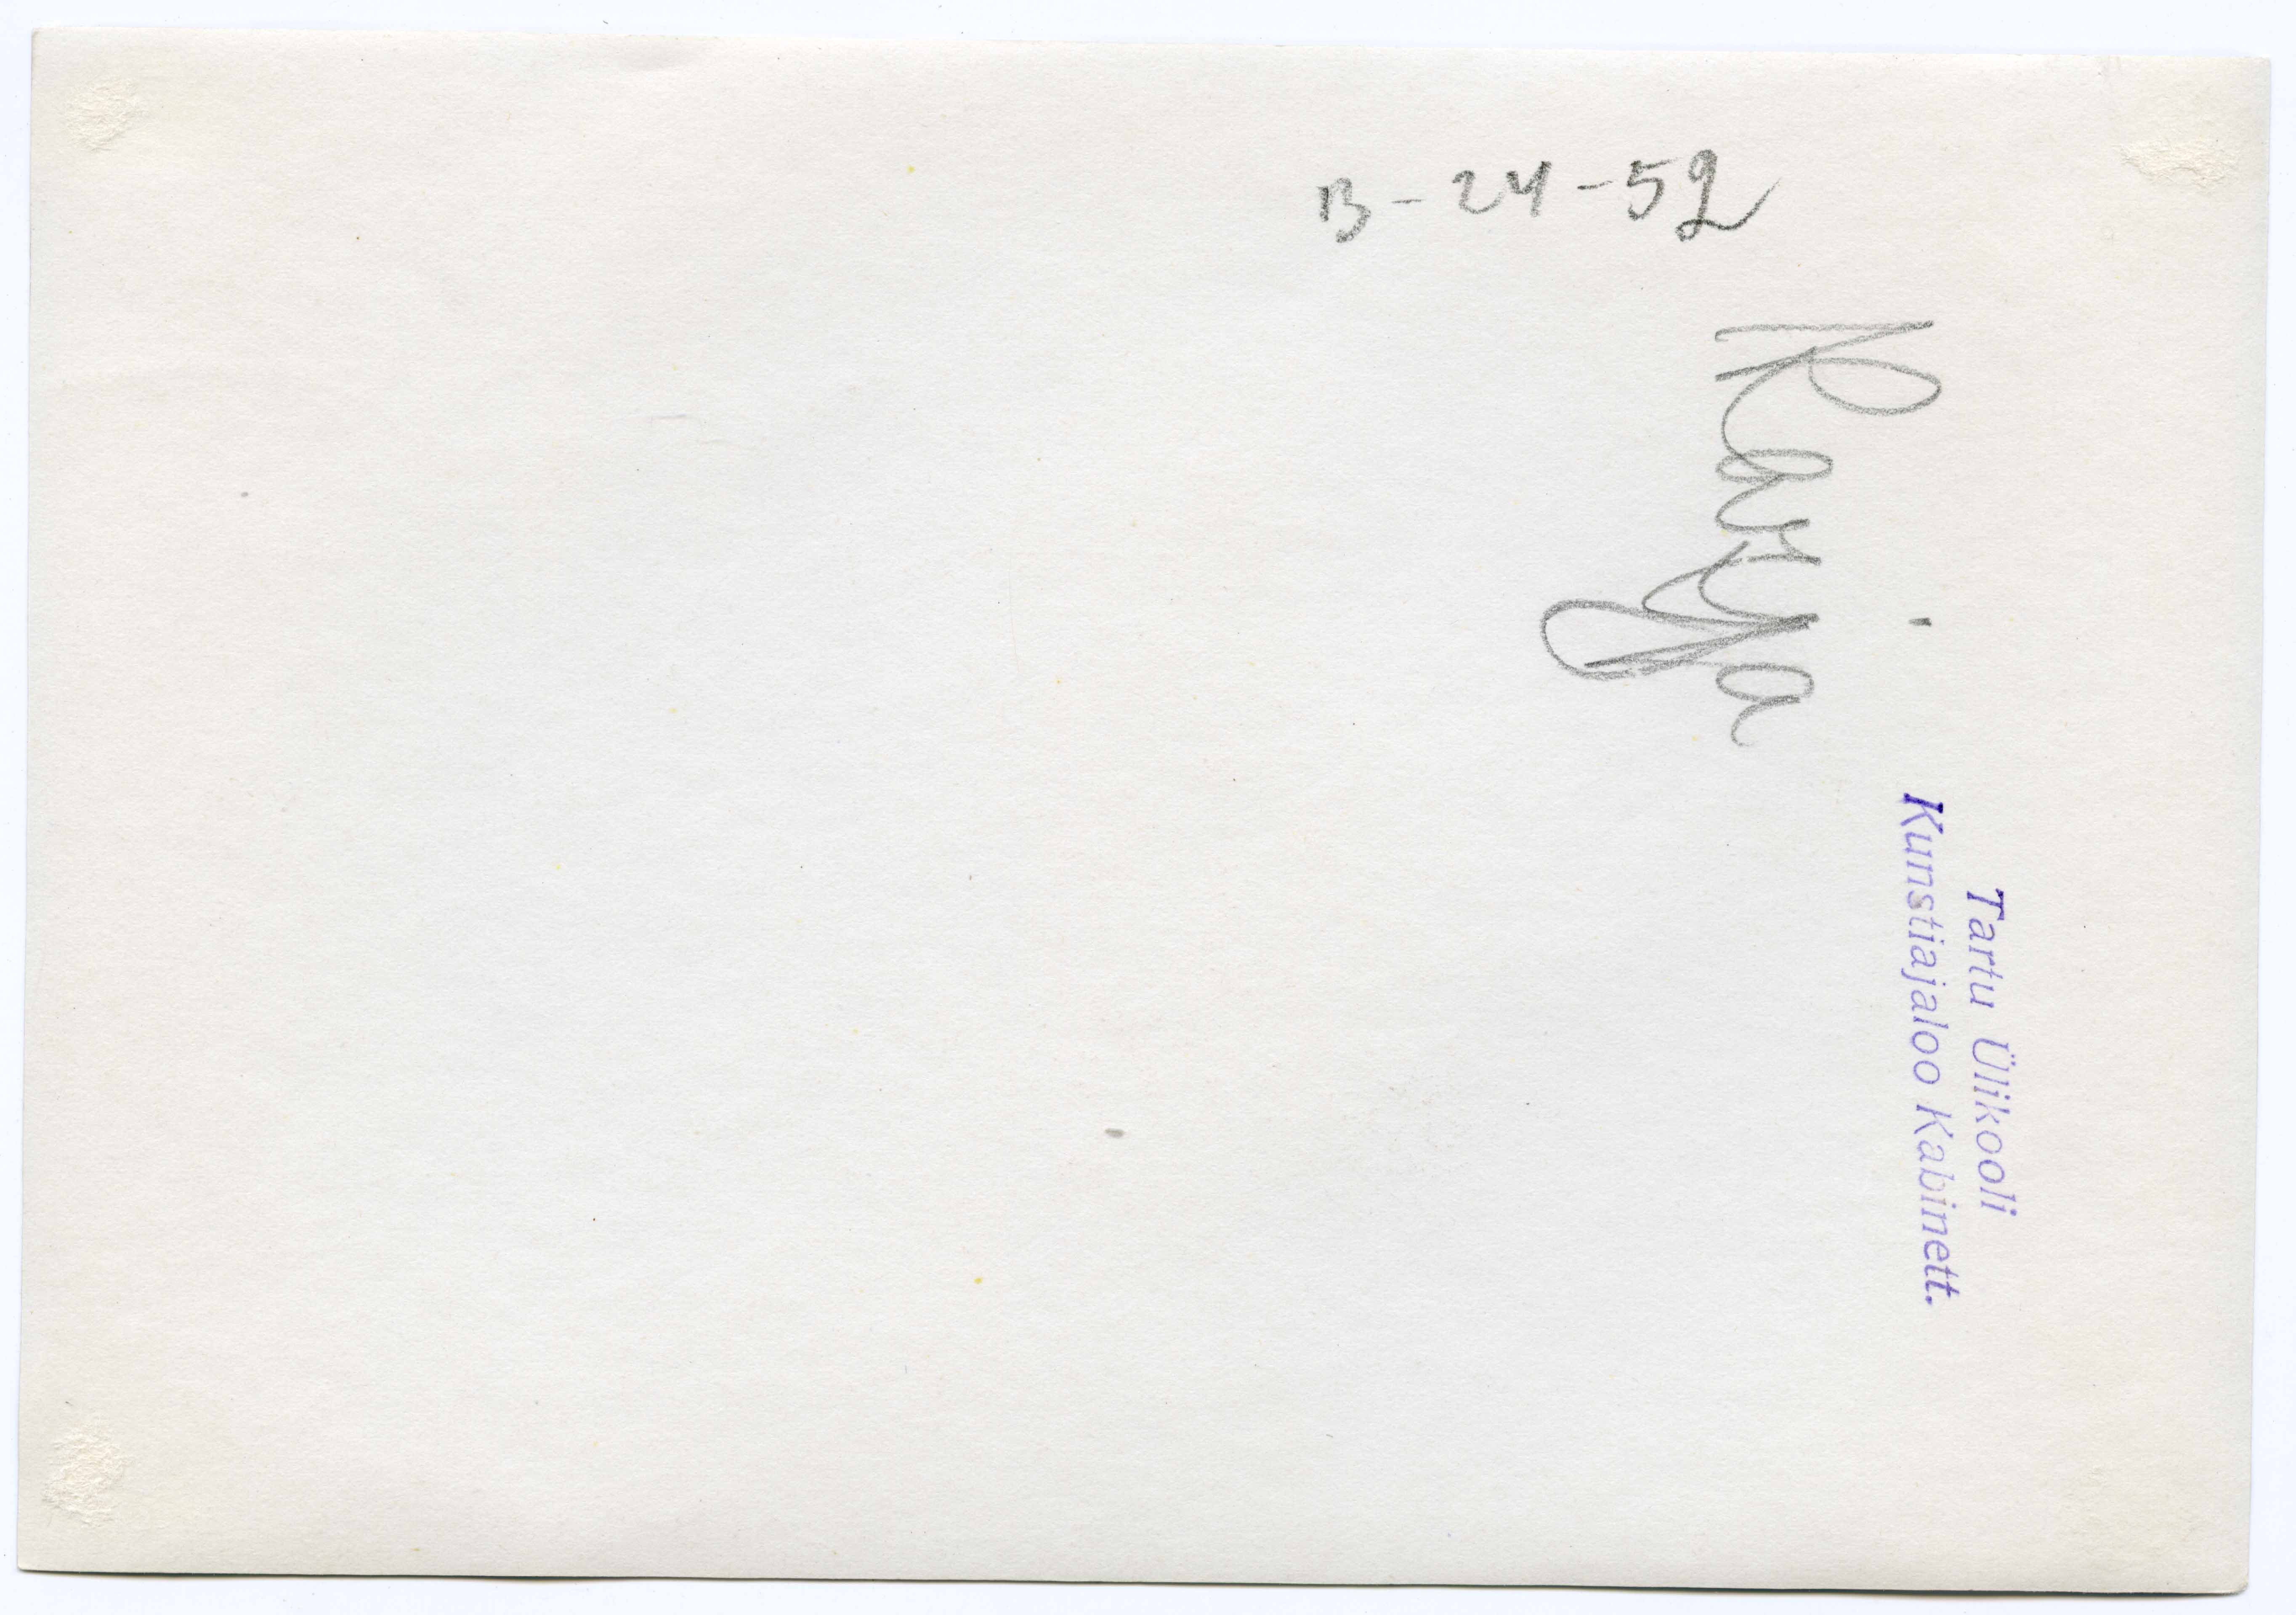 B-24-52
Karja
Tartu Ülikooli
Kunstiajaloo Kabinett.